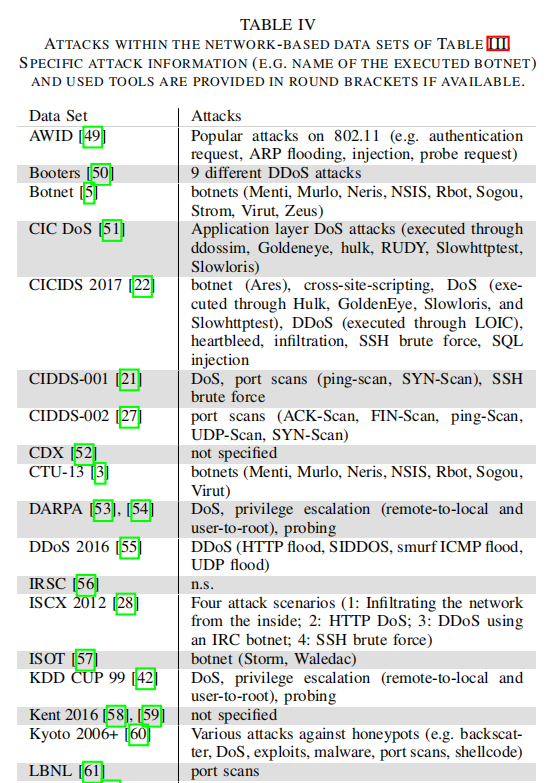 TABLE IV
ATTACKS WITHIN THE NETWORK-BASED DATA SETS OF TABLE III.
SPECIFIC ATTACK INFORMATION (E.G. NAME OF THE EXECUTED BOTNET)
AND USED TOOLS ARE PROVIDED IN ROUND BRACKETS IF AVAILABLE.
Data Set Attacks
AWID [49] Popular attacks on 802.11 (e.g. authentication
request, ARP flooding, injection, probe request)
Booters [50] 9 different DDoS attacks
Botnet [5] botnets (Menti, Murlo, Neris, NSIS, Rbot, Sogou,
Strom, Virut, Zeus)
CIC DoS [51] Application layer DoS attacks (executed through
ddossim, Goldeneye, hulk, RUDY, Slowhttptest,
Slowloris)
CICIDS 2017 [22] botnet (Ares), cross-site-scripting, DoS (exe-
cuted through Hulk, GoldenEye, Slowloris, and
Slowhttptest), DDoS (executed through LOIC),
heartbleed, infiltration, SSH brute force, SQL
injection
CIDDS-001 [21] DoS, port scans (ping-scan, SYN-Scan), SSH
brute force
CIDDS-002 [27] port scans (ACK-Scan, FIN-Scan, ping-Scan,
UDP-Scan, SYN-Scan)
CDX [52] not specified
CTU-13 [3] botnets (Menti, Murlo, Neris, NSIS, Rbot, Sogou,
Virut)
DARPA [53], [54] DoS, privilege escalation (remote-to-local and
user-to-root), probing
DDoS 2016 [55] DDoS (HTTP flood, SIDDOS, smurf ICMP flood,
UDP flood)
IRSC [56] n.s.
ISCX 2012 [28] Four attack scenarios (1: Infiltrating the network
from the inside; 2: HTTP DoS; 3: DDoS using
an IRC botnet; 4: SSH brute force)
ISOT [57] botnet (Storm, Waledac)
KDD CUP 99 [42] DoS, privilege escalation (remote-to-local and
user-to-root), probing
Kent 2016 [58], [59] not specified
Kyoto 2006+ [60] Various attacks against honeypots (e.g. backscat-
ter, DoS, exploits, malware, port scans, shellcode)
LBNL [61] port scans